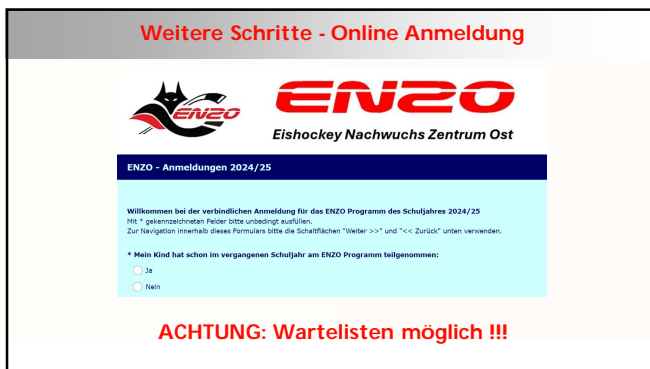 Weitere Schritte - Online Anmeldung
ENZO
ENZO
Eishockey Nachwuchs Zentrum Ost
ENZO - Anmeldungen 2024/25
Willkommen bei der verbindlichen Anmeldung für das ENZO Programm des Schuljahres 2024/25
Mit * gekennzeichneten Felder bitte unbedingt ausfüllen.
Zur Navigation innerhalb dieses Formulars bitte die Schaltflächen "Weiter >>" und "<< Zurück" unten verwenden.
* Mein Kind hat schon im vergangenen Schuljahr am ENZO Programm teilgenommen:
Ja
Nein
ACHTUNG: Wartelisten möglich !!!